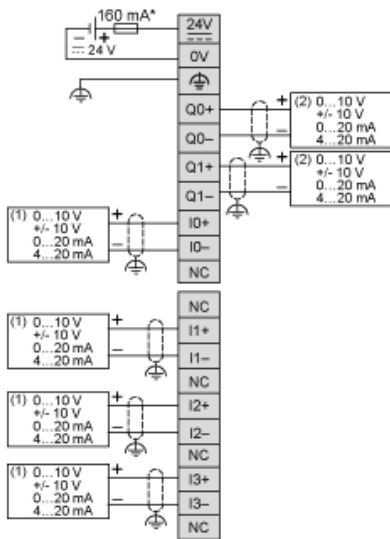 160 mA*
24V
– +
24 V
0V
Q0+
+ (2) 0...10 V
+/- 10 V
Q0–
– 0...20 mA
4...20 mA
Q1+
+ (2) 0...10 V
+/- 10 V
Q1–
– 0...20 mA
4...20 mA
(1) 0...10 V +
+/- 10 V
I0+
0...20 mA –
4...20 mA
I0–
NC
NC
(1) 0...10 V +
+/- 10 V
I1+
0...20 mA –
4...20 mA
I1–
NC
(1) 0...10 V +
+/- 10 V
I2+
0...20 mA –
4...20 mA
I2–
NC
(1) 0...10 V +
+/- 10 V
I3+
0...20 mA –
4...20 mA
I3–
NC